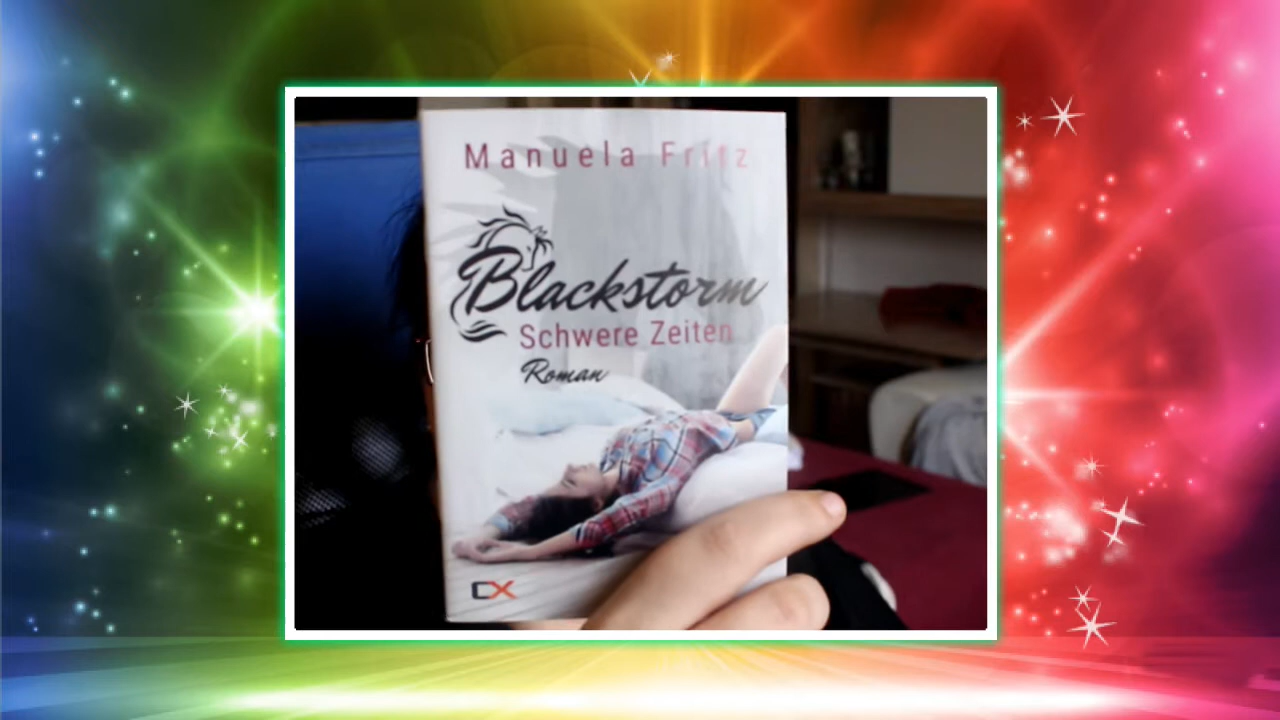 Manuela Fritz
Blackstorm
Schwere Zeiten
Roman
CX